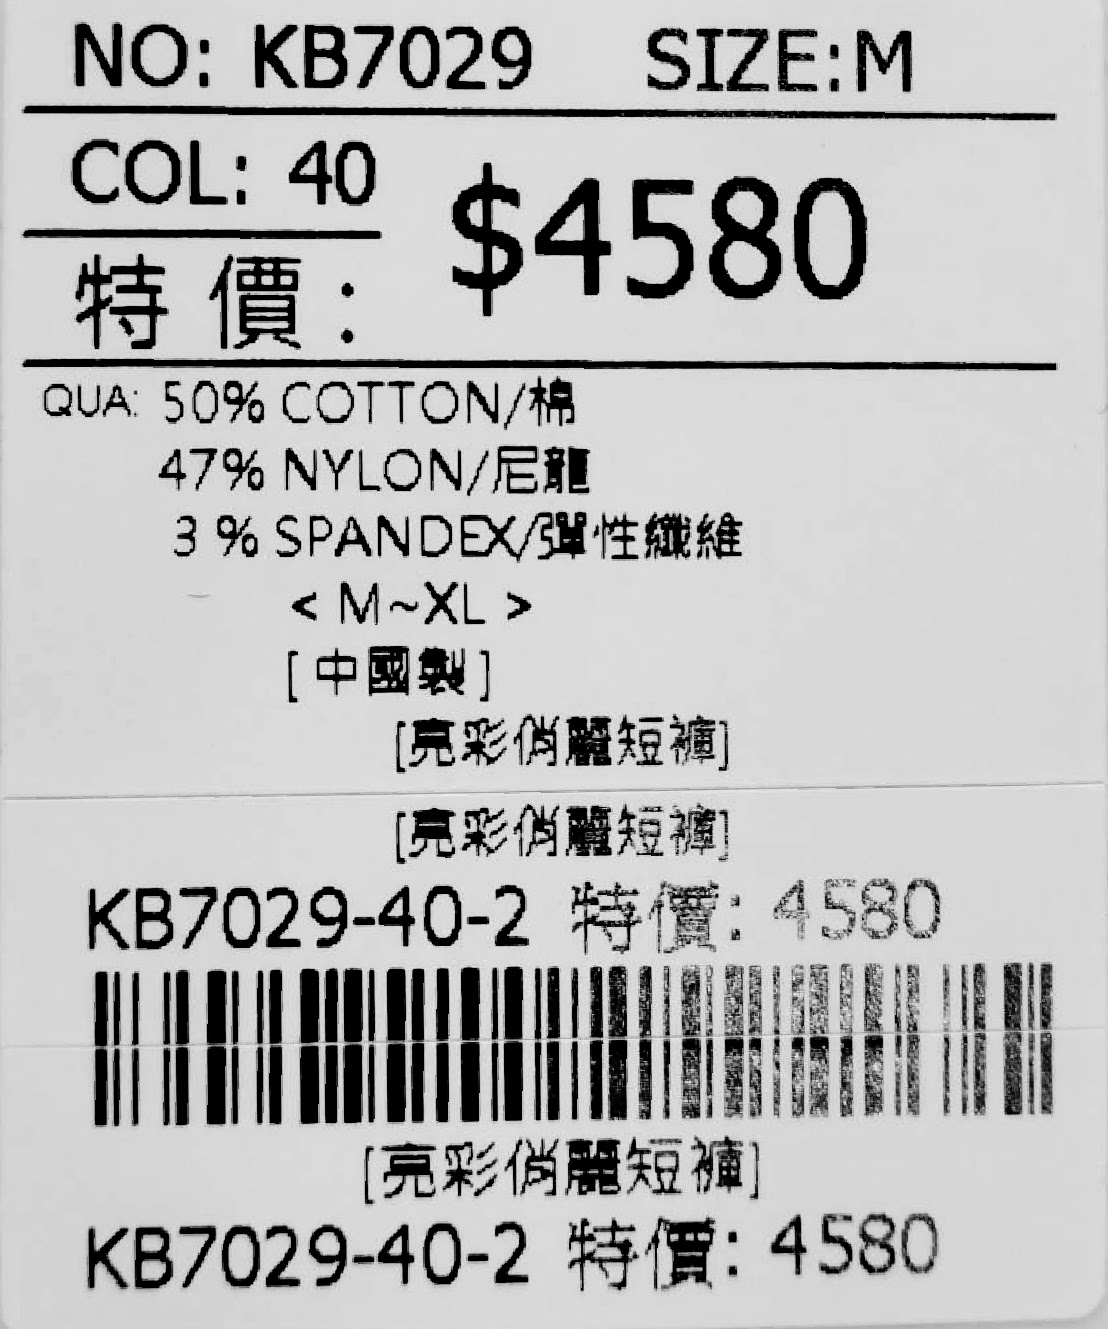 NO: KB7029 SIZE:M
COL: 40
$4580
特價:
QUA: 50% COTTON/棉
47% NYLON/尼龍
3 % SPANDEX/彈性纖維
< M~XL >
[中國製]
[亮彩俏麗短褲]
[亮彩俏麗短褲]
KB7029-40-2 特價: 4580
[亮彩俏麗短褲]
KB7029-40-2 特價: 4580